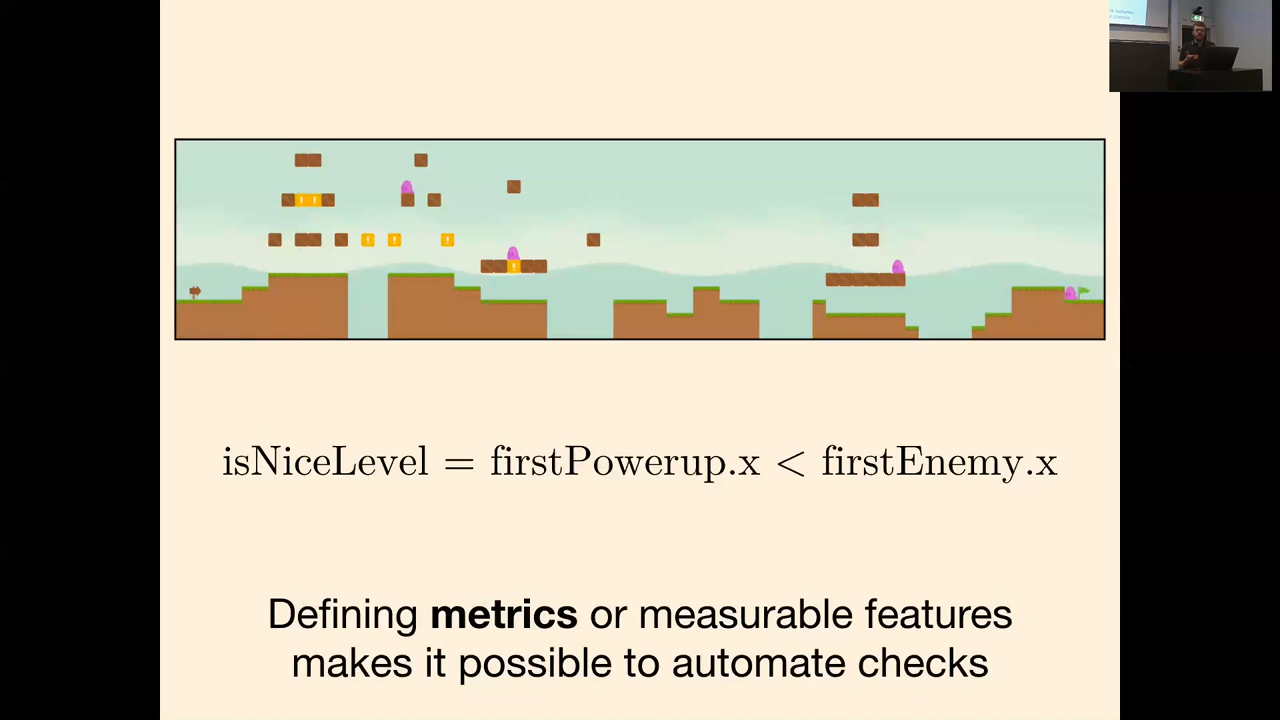 isNiceLevel = firstPowerup.x < firstEnemy.x
Defining metrics or measurable features
makes it possible to automate checks